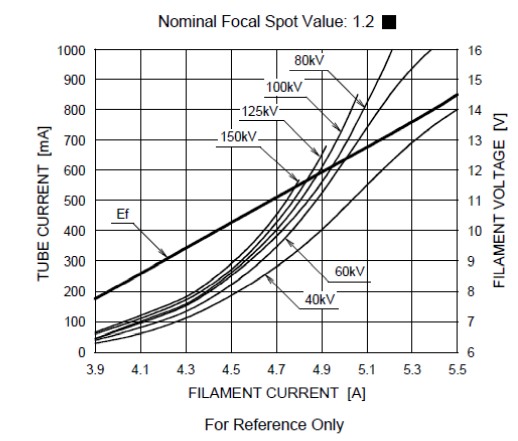 Nominal Focal Spot Value: 1.2 ■
1000
900
800
700
600
500
400
300
200
100
0
TUBE CURRENT [mA]
16
15
14
13
12
11
10
9
8
7
6
FILAMENT VOLTAGE [V]
80kV
100kV
125kV
150kV
Ef
60kV
40kV
3.9 4.1 4.3 4.5 4.7 4.9 5.1 5.3 5.5
FILAMENT CURRENT [A]
For Reference Only